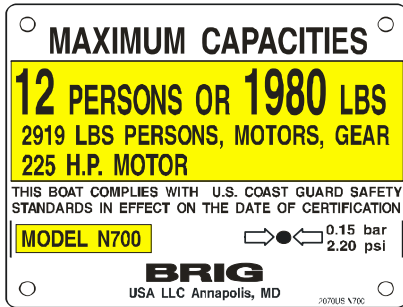 MAXIMUM CAPACITIES
12 PERSONS OR 1980 LBS
2919 LBS PERSONS, MOTORS, GEAR
225 H.P. MOTOR
THIS BOAT COMPLIES WITH U.S. COAST GUARD SAFETY
STANDARDS IN EFFECT ON THE DATE OF CERTIFICATION
MODEL N700
0.15 bar
2.20 psi
BRIG
USA LLC Annapolis, MD
2070US N700